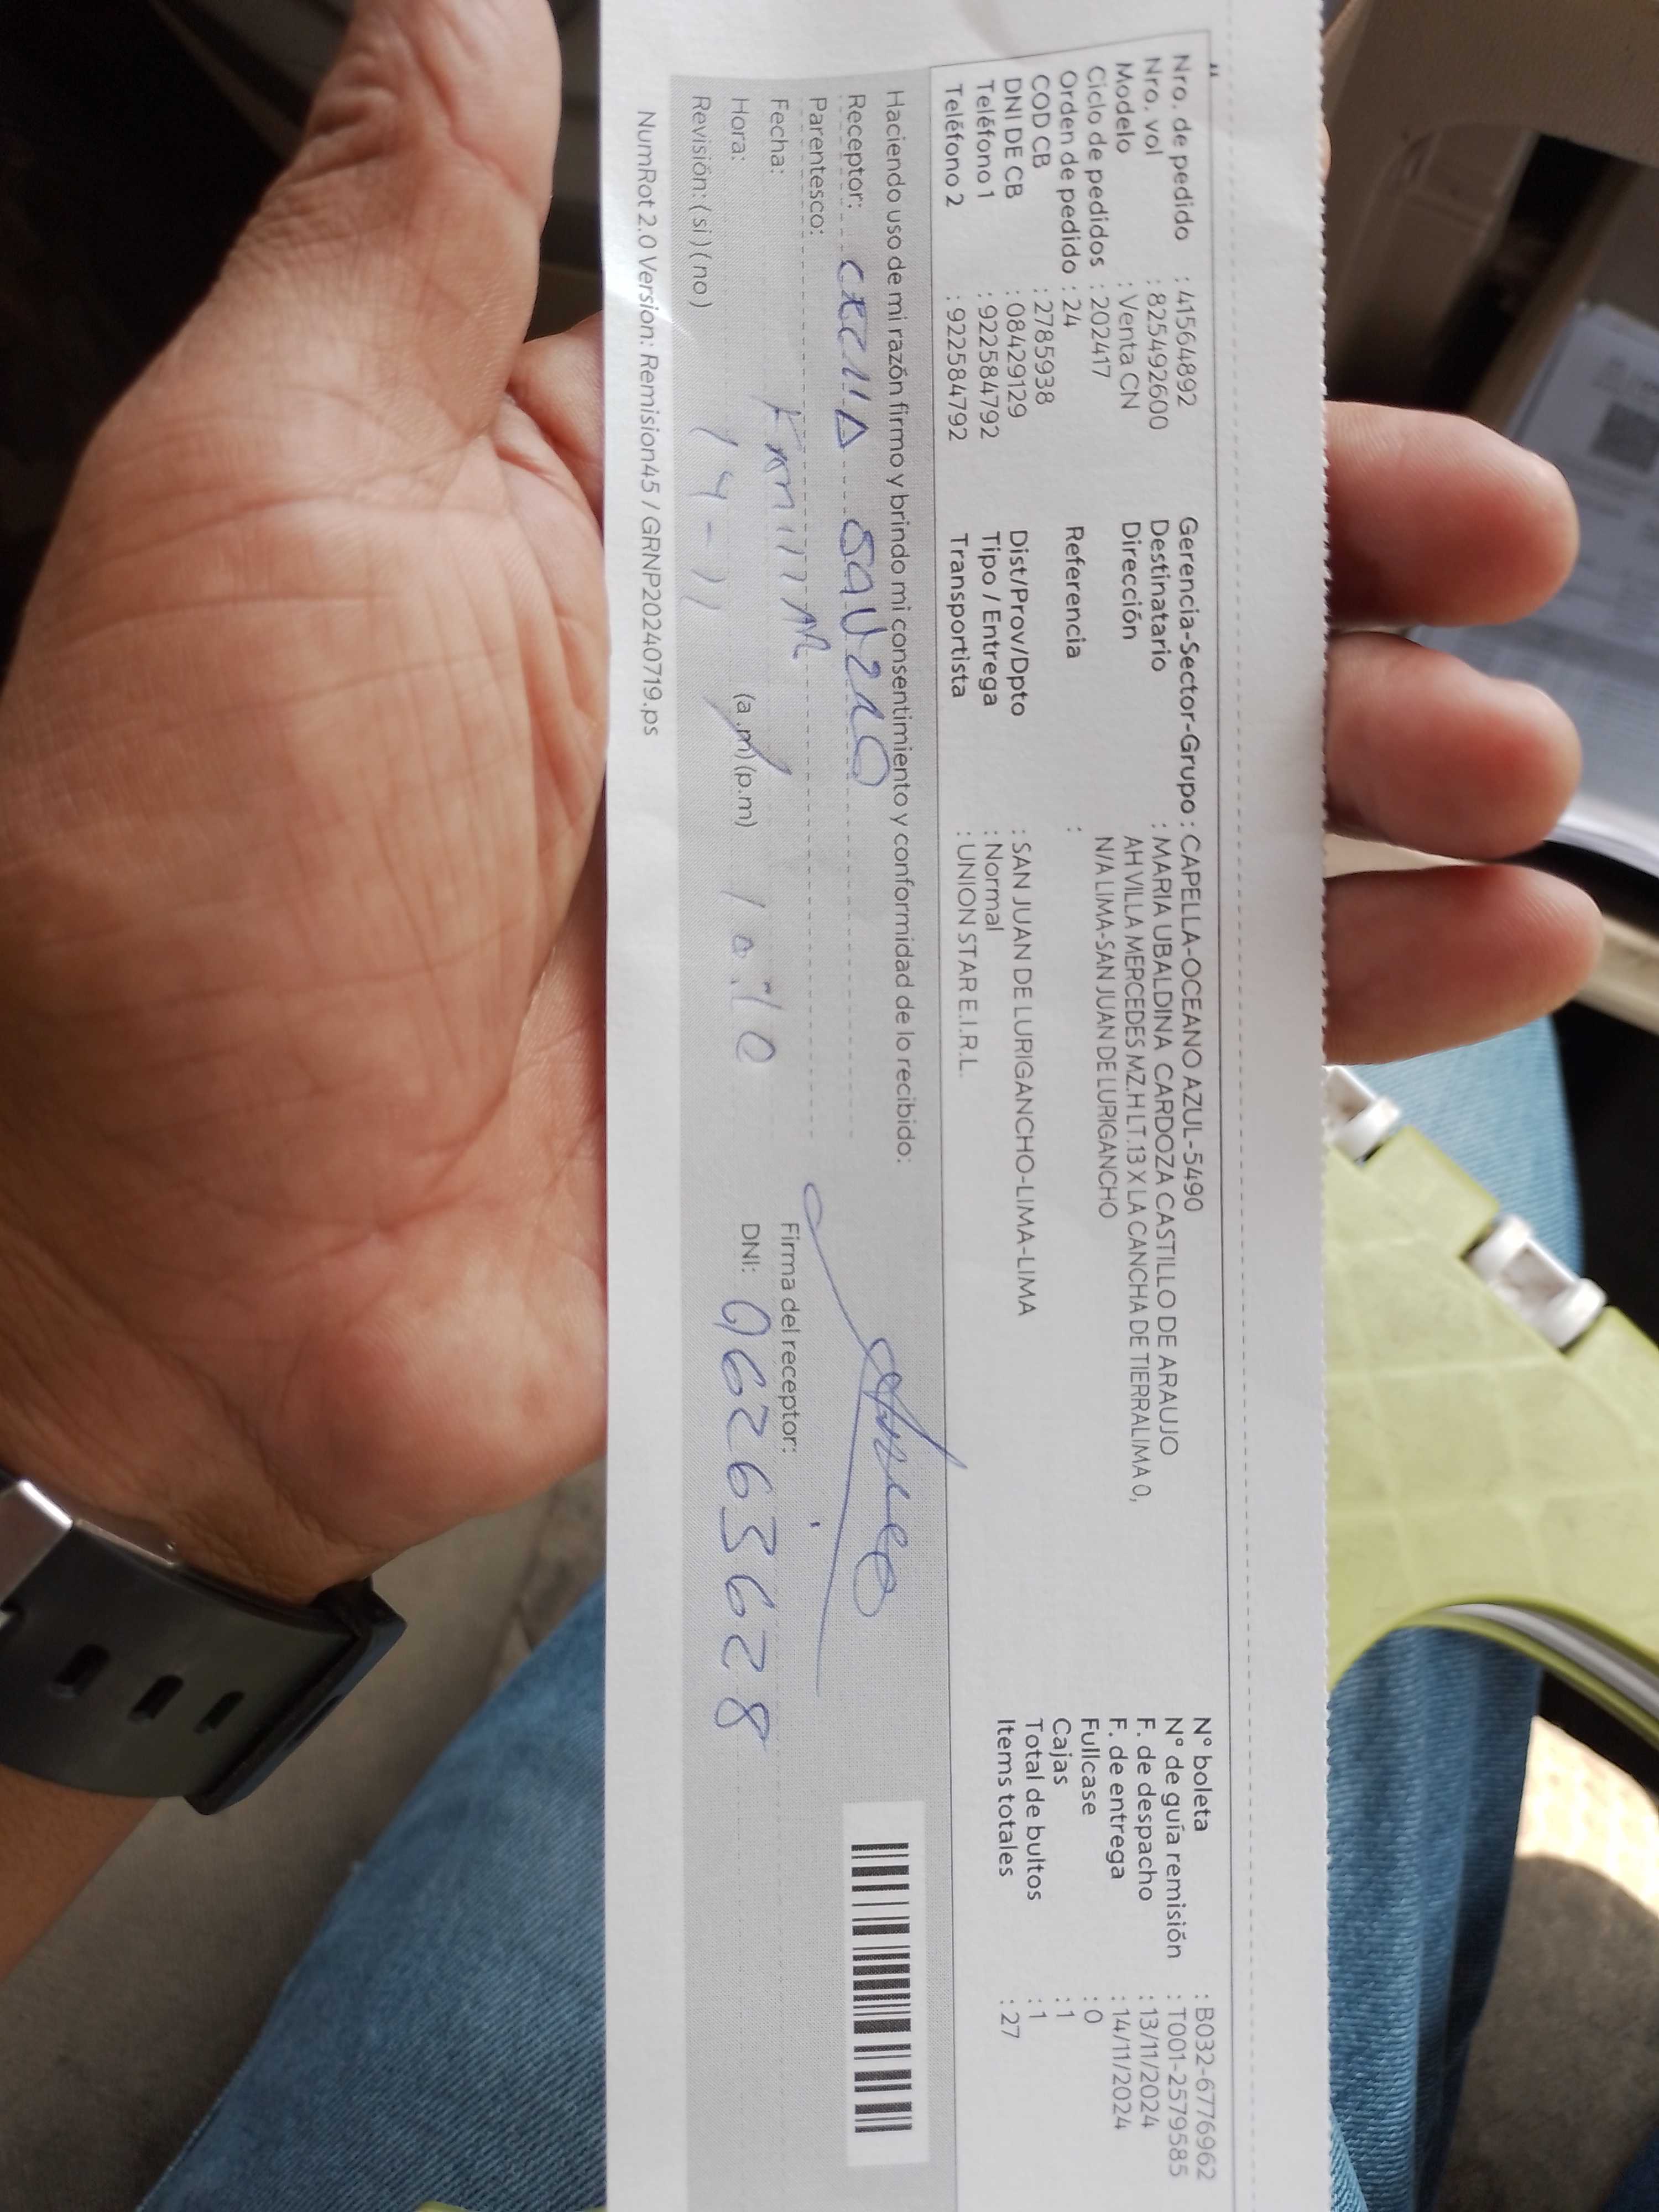 Nro. de pedido : 41564892
Nro. vol : 825492600
Modelo : Venta CN
Ciclo de pedidos : 202417
Orden de pedido : 24
COD CB : 2785938
DNI DE CB : 08429129
Teléfono 1 : 922584792
Teléfono 2 : 922584792
Gerencia-Sector-Grupo : CAPELLA-OCEANO AZUL-5490
Destinatario : MARIA UBALDINA CARDOZA CASTILLO DE ARAUJO
Dirección AH VILLA MERCEDES MZ.H LT.13 X LA CANCHA DE TIERRALIMA 0,
N/A LIMA-SAN JUAN DE LURIGANCHO
Referencia :
Dist/Prov/Dpto : SAN JUAN DE LURIGANCHO-LIMA-LIMA
Tipo / Entrega : Normal
Transportista : UNION STAR E.I.R.L.
N° boleta : B032-6776962
N° de guía remisión : T001-2579585
F. de despacho : 13/11/2024
F. de entrega : 14/11/2024
Fullcase : 0
Cajas : 1
Total de bultos : 1
Items totales : 27
Haciendo uso de mi razón firmo y brindo mi consentimiento y conformidad de lo recibido:
Receptor:
Parentesco:
Fecha: Familiar
Hora: (a.m) (p.m) 10:10
Revisión: ( si ) ( no ) 14-11
Firma del receptor:
DNI: 09626363628
NumRot 2.0 Version: Remision45 / GRNP20240719.ps